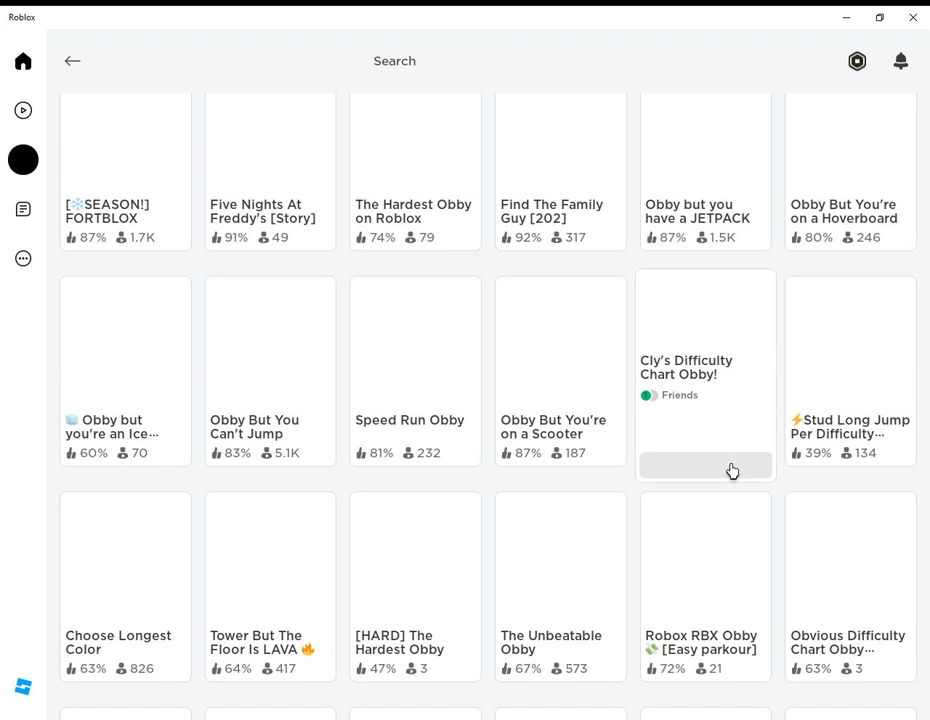 Roblox
Search
[❄️SEASON!]
FORTBLOX
87% 1.7K
Five Nights At
Freddy's [Story]
91% 49
The Hardest Obby
on Roblox
74% 79
Find The Family
Guy [202]
92% 317
Obby but you
have a JETPACK
87% 1.5K
Obby But You're
on a Hoverboard
80% 246
🧊 Obby but
you're an Ice...
60% 70
Obby But You
Can't Jump
83% 5.1K
Speed Run Obby
81% 232
Obby But You're
on a Scooter
87% 187
Cly's Difficulty
Chart Obby!
Friends
⚡Stud Long Jump
Per Difficulty...
39% 134
Choose Longest
Color
63% 826
Tower But The
Floor Is LAVA 🔥
64% 417
[HARD] The
Hardest Obby
47% 3
The Unbeatable
Obby
67% 573
Robox RBX Obby
💸 [Easy parkour]
72% 21
Obvious Difficulty
Chart Obby...
63% 3